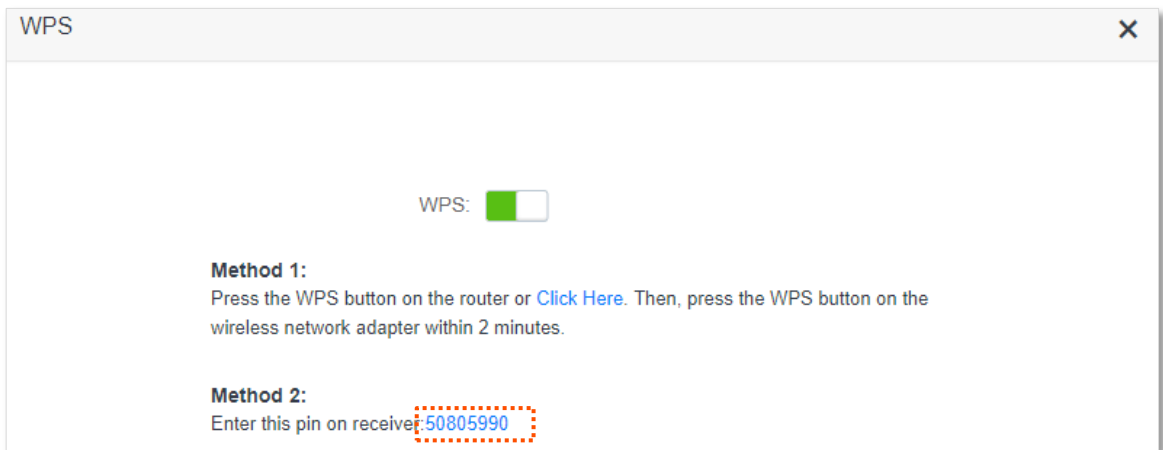 WPS
WPS:
Method 1:
Press the WPS button on the router or Click Here. Then, press the WPS button on the
wireless network adapter within 2 minutes.
Method 2:
Enter this pin on receiver:50805990